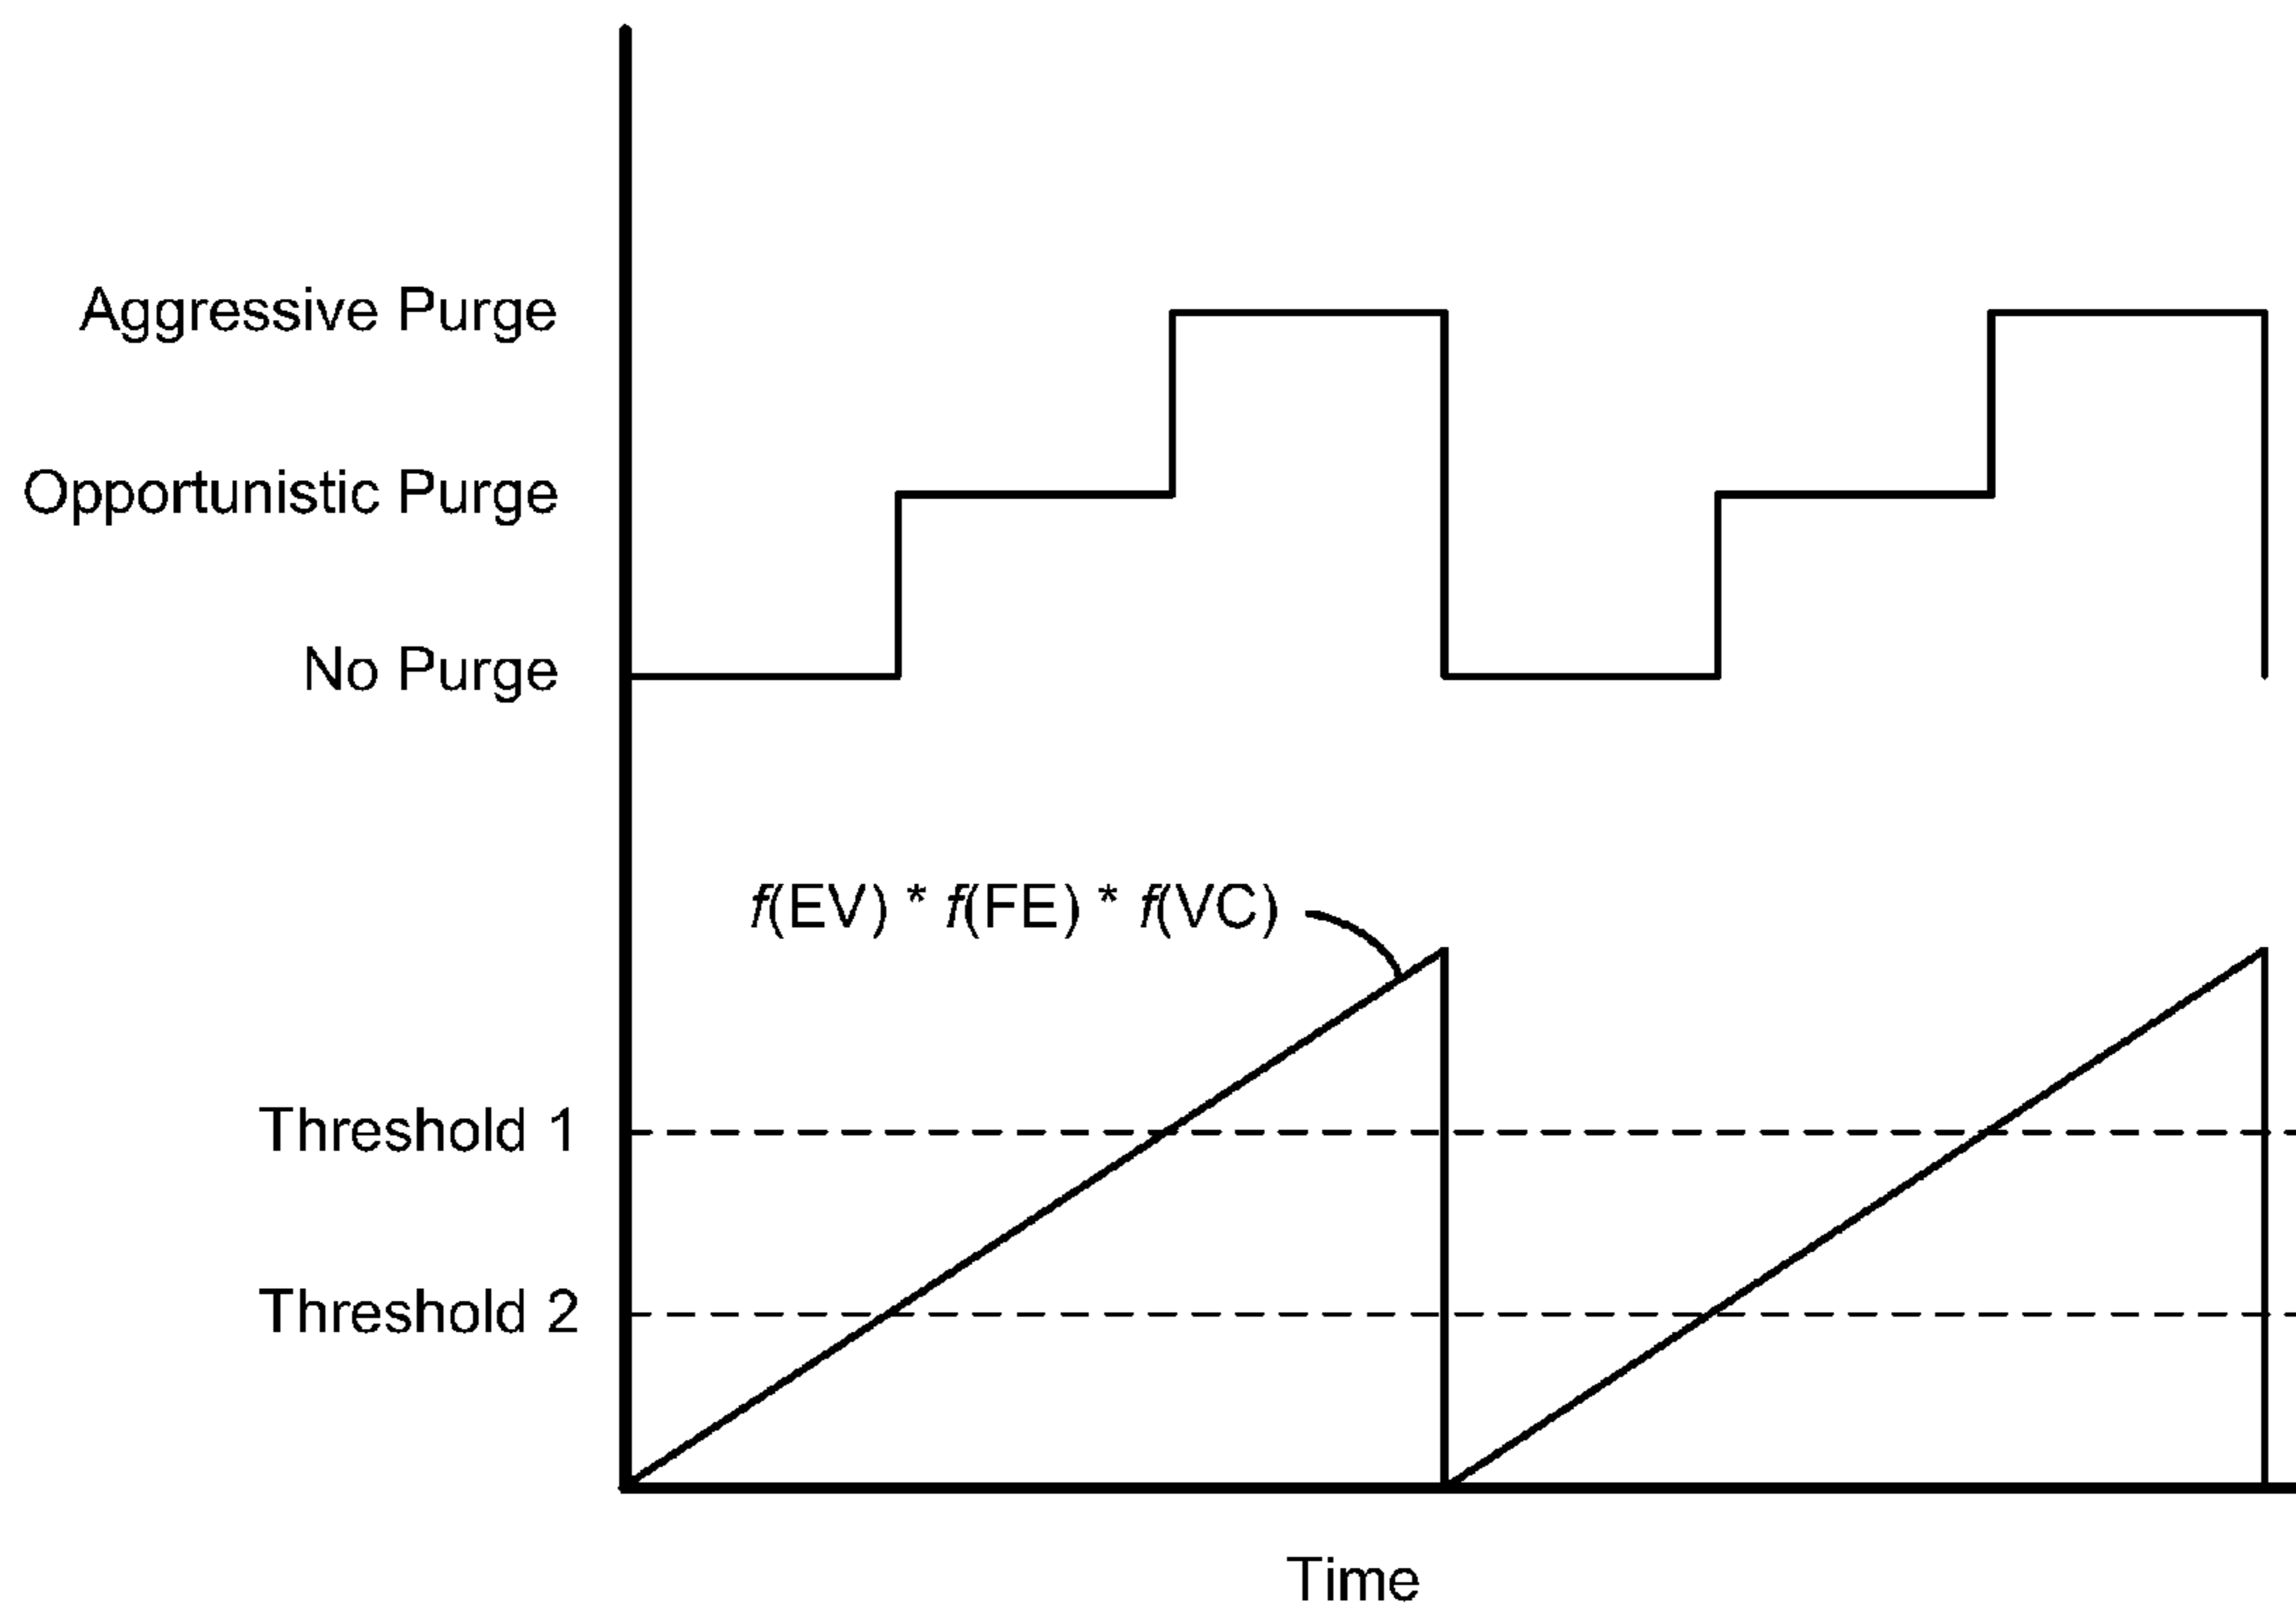 Aggressive Purge
Opportunistic Purge
No Purge
f(EV) * f(FE) * f(VC)
Threshold 1
Threshold 2
Time